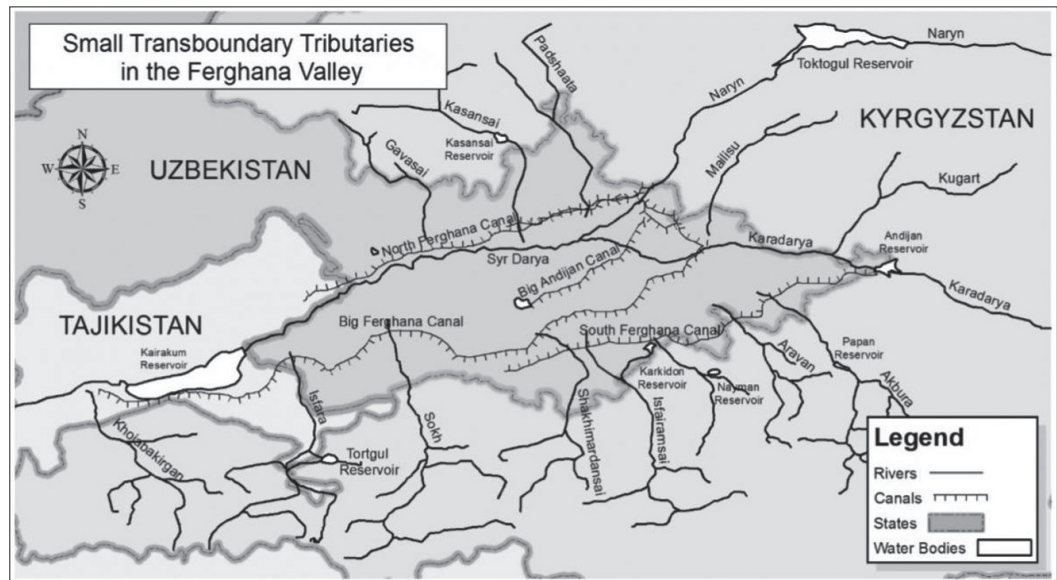 Small Transboundary Tributaries
in the Ferghana Valley
N
W
E
S
UZBEKISTAN
KYRGYZSTAN
TAJIKISTAN
Padshaata
Naryn
Naryn
Toktogul Reservoir
Kasansai
Kasansai
Reservoir
Gavasai
Mailisu
Kugart
North Ferghana Canal
Syr Darya
Karadarya
Andijan
Reservoir
Karadarya
Big Andijan Canal
Big Ferghana Canal
South Ferghana Canal
Kairakum
Reservoir
Karkidon
Reservoir
Nayman
Reservoir
Aravan
Papan
Reservoir
Akbura
Isfara
Sokh
Shakhimardansai
Isfairamsai
Khojabakirgan
Tortgul
Reservoir
Legend
Rivers
Canals
States
Water Bodies